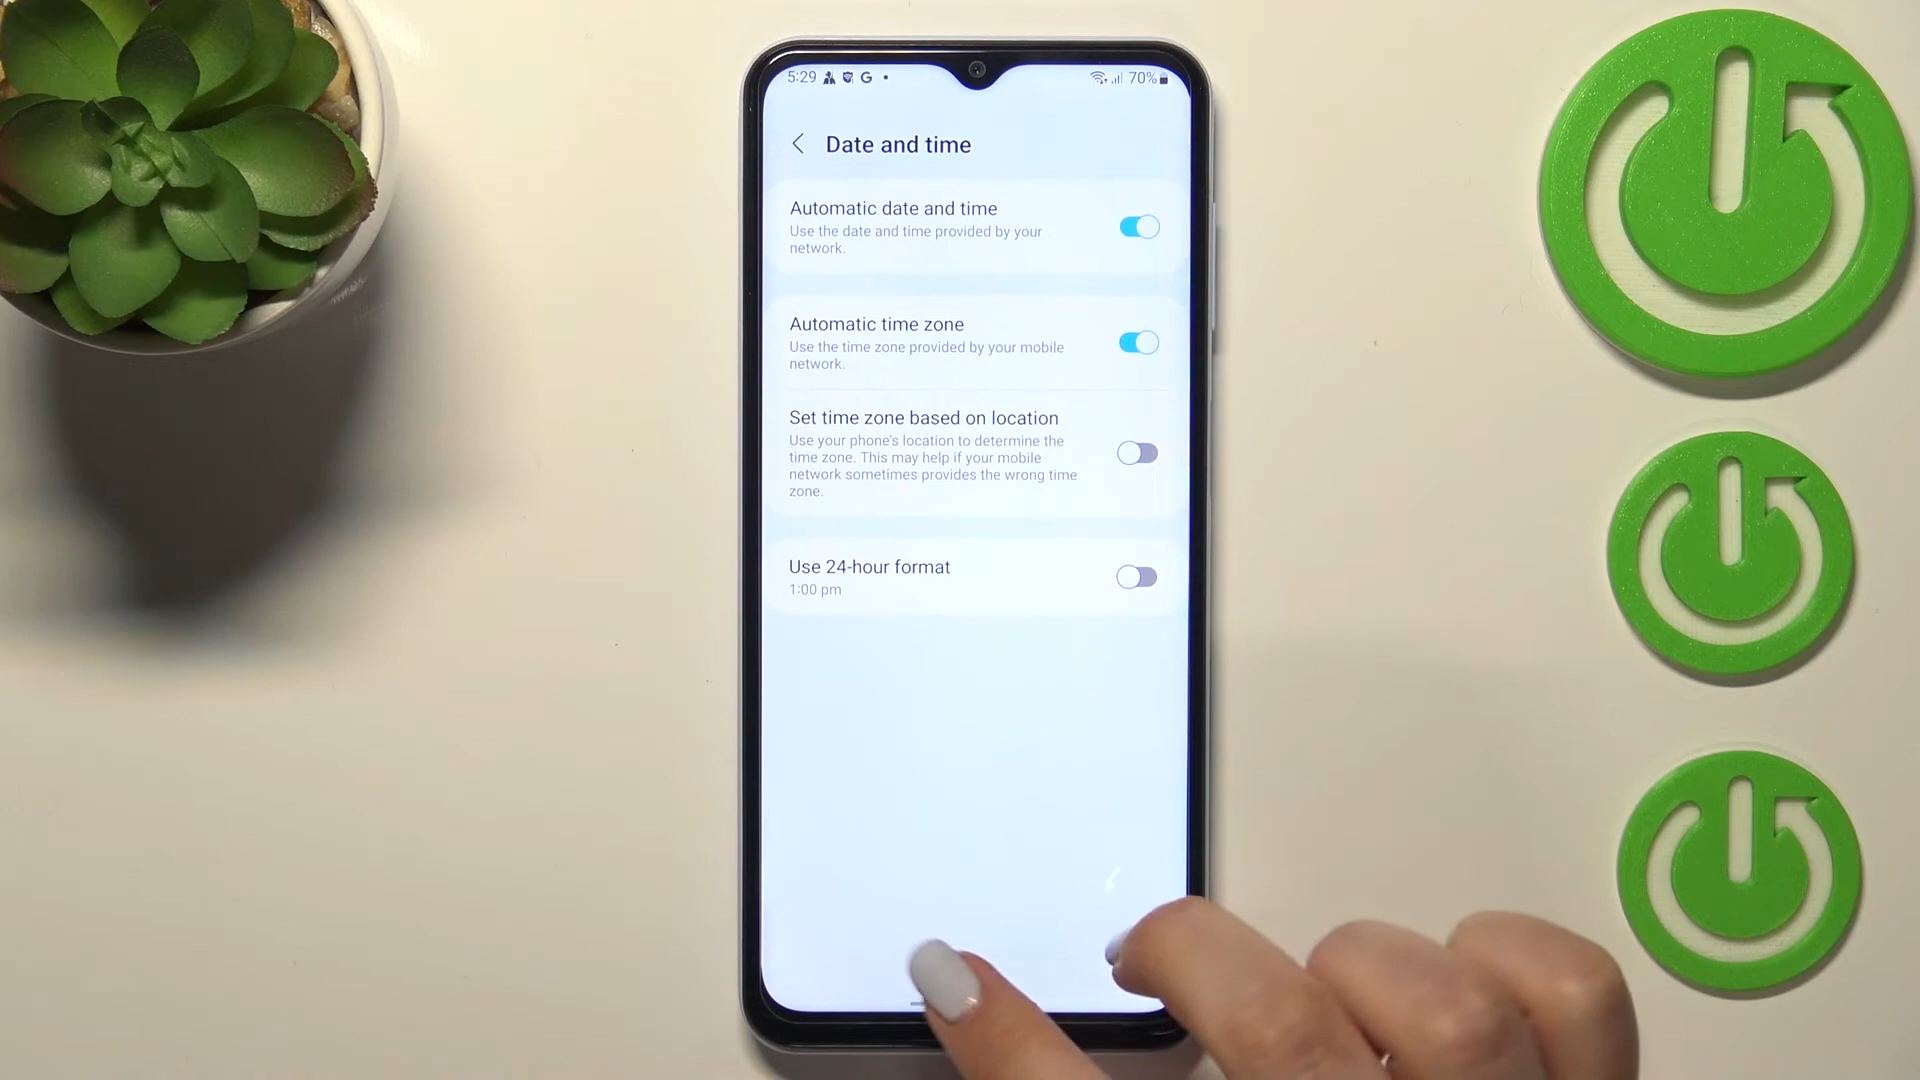 5:29 G 70%
Date and time
Automatic date and time
Use the date and time provided by your
network.
Automatic time zone
Use the time zone provided by your mobile
network.
Set time zone based on location
Use your phone's location to determine the
time zone. This may help if your mobile
network sometimes provides the wrong time
zone.
Use 24-hour format
1:00 pm